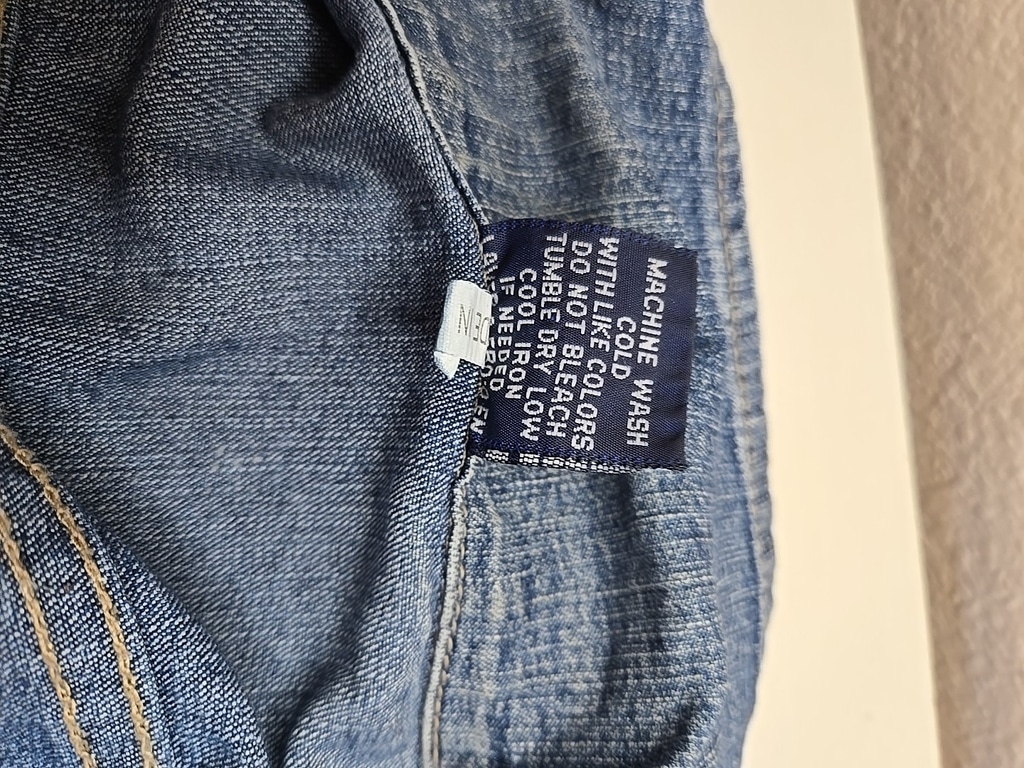 MACHINE WASH
COLD
WITH LIKE COLORS
DO NOT BLEACH
TUMBLE DRY LOW
COOL IRON
IF NEEDED